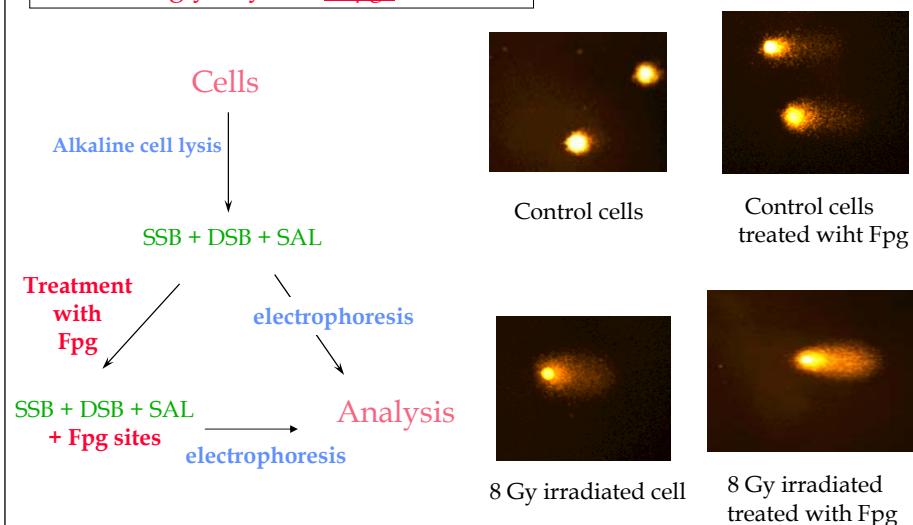 Cells
Alkaline cell lysis
SSB + DSB + SAL
Treatment
with
Fpg
electrophoresis
SSB + DSB + SAL
+ Fpg sites
electrophoresis
Analysis
Control cells
Control cells
treated wiht Fpg
8 Gy irradiated cell
8 Gy irradiated
treated with Fpg